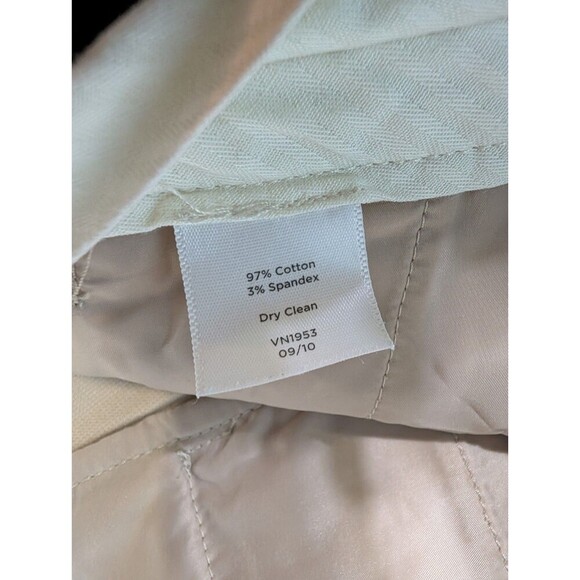 97% Cotton
3% Spandex
Dry Clean
VN1953
09/10